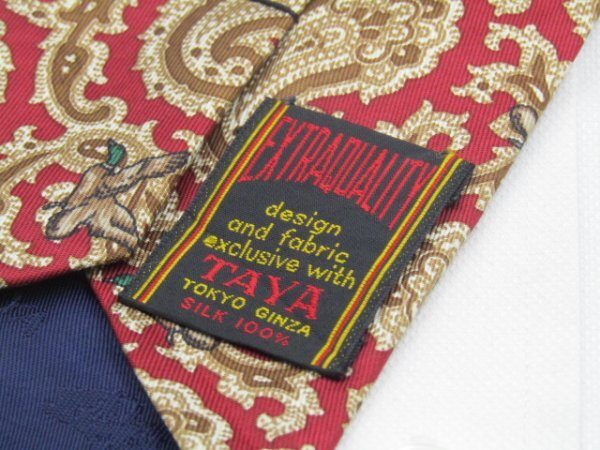 EXTRAQUALITY
design
and fabric
exclusive with
TAYA
TOKYO GINZA
SILK 100%